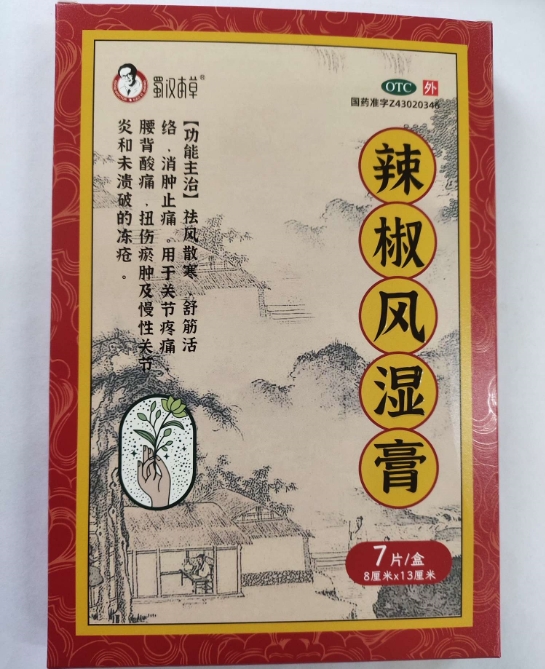 蜀汉本草®
OTC 外
国药准字Z43020346
辣椒风湿膏
【功能主治】祛风散寒,舒筋活
络,消肿止痛。用于关节疼痛
腰背酸痛,扭伤瘀肿及慢性关节
炎和未溃破的冻疮。
7片/盒
8厘米x13厘米